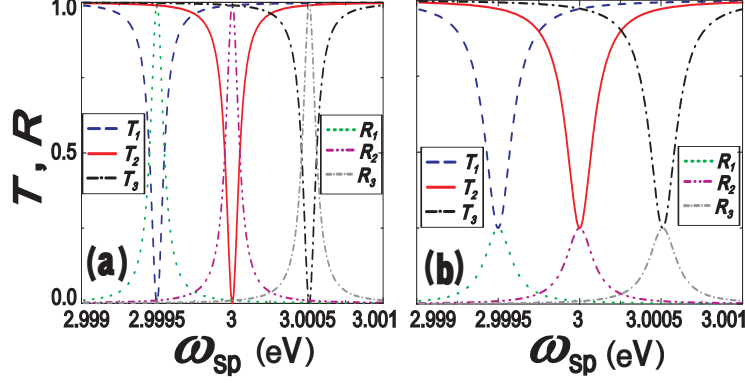 T, R
1.0
0.5
0.0
T1
T2
T3
R1
R2
R3
(a)
2.999 2.9995 3 3.0005 3.001
ωsp (eV)
T1
T2
T3
R1
R2
R3
(b)
2.999 2.9995 3 3.0005 3.001
ωsp (eV)